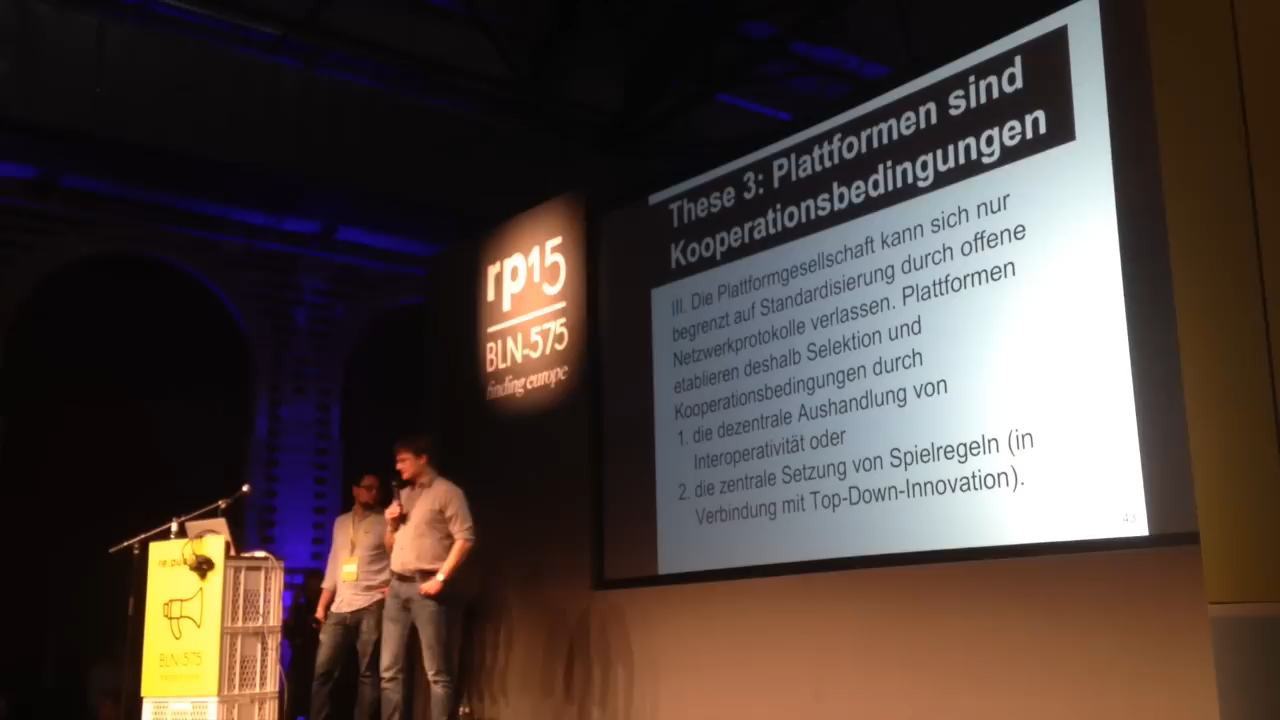 rp15
BLN-575
finding europe
These 3: Plattformen sind
Kooperationsbedingungen
III. Die Plattformgesellschaft kann sich nur
begrenzt auf Standardisierung durch offene
Netzwerkprotokolle verlassen. Plattformen
etablieren deshalb Selektion und
Kooperationsbedingungen durch
1. die dezentrale Aushandlung von
Interoperativität oder
2. die zentrale Setzung von Spielregeln (in
Verbindung mit Top-Down-Innovation).
43
BLN-575